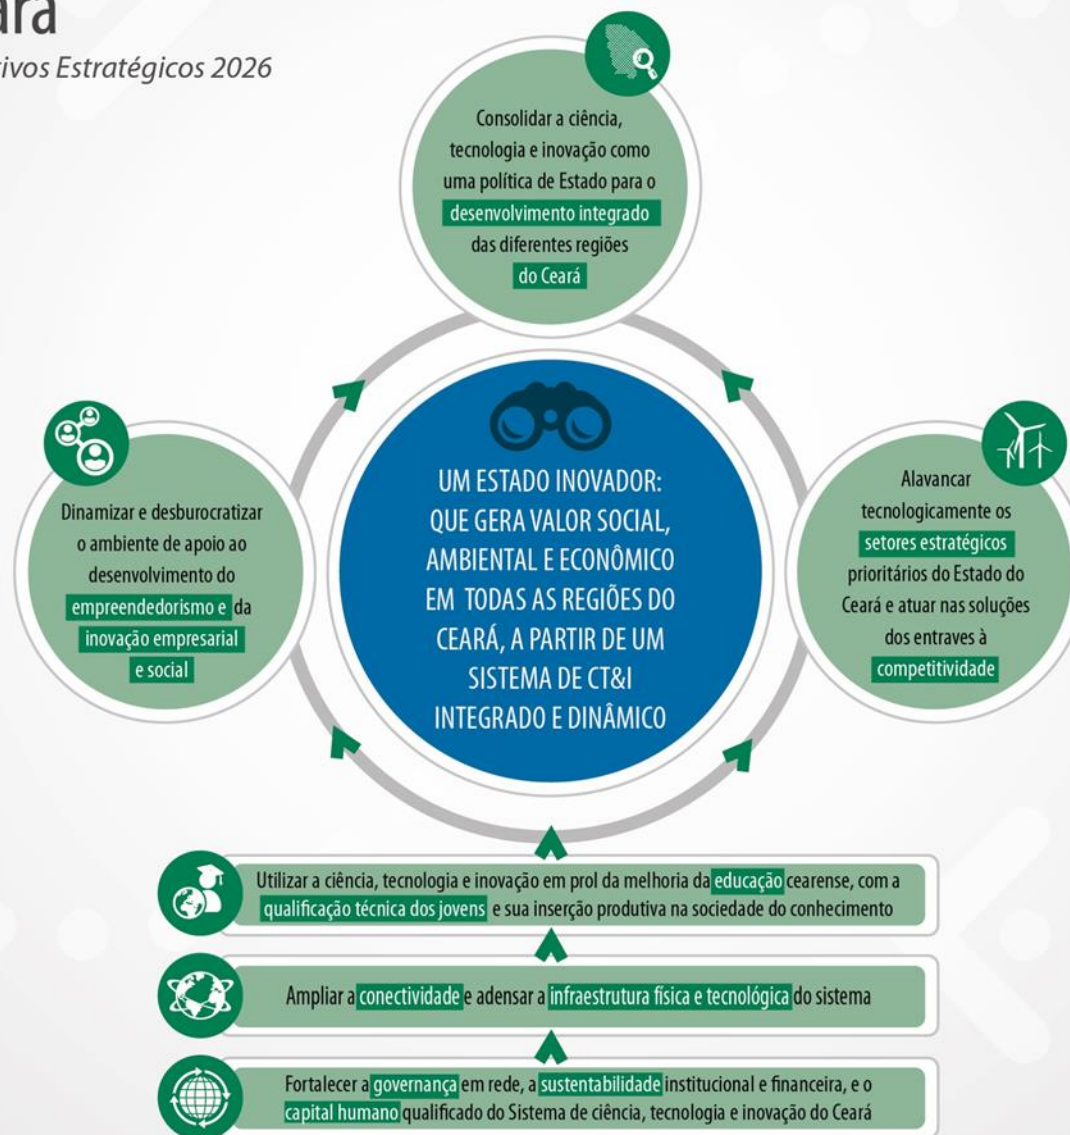 ará
tivos Estratégicos 2026
Consolidar a ciência,
tecnologia e inovação como
uma política de Estado para o
desenvolvimento integrado
das diferentes regiões
do Ceará
Dinamizar e desburocratizar
o ambiente de apoio ao
desenvolvimento do
empreendedorismo e da
inovação empresarial
e social
UM ESTADO INOVADOR:
QUE GERA VALOR SOCIAL,
AMBIENTAL E ECONÔMICO
EM TODAS AS REGIÕES DO
CEARÁ, A PARTIR DE UM
SISTEMA DE CT&I
INTEGRADO E DINÂMICO
Alavancar
tecnologicamente os
setores estratégicos
prioritários do Estado do
Ceará e atuar nas soluções
dos entraves à
competitividade
Utilizar a ciência, tecnologia e inovação em prol da melhoria da educação cearense, com a
qualificação técnica dos jovens e sua inserção produtiva na sociedade do conhecimento
Ampliar a conectividade e adensar a infraestrutura física e tecnológica do sistema
Fortalecer a governança em rede, a sustentabilidade institucional e financeira, e o
capital humano qualificado do Sistema de ciência, tecnologia e inovação do Ceará